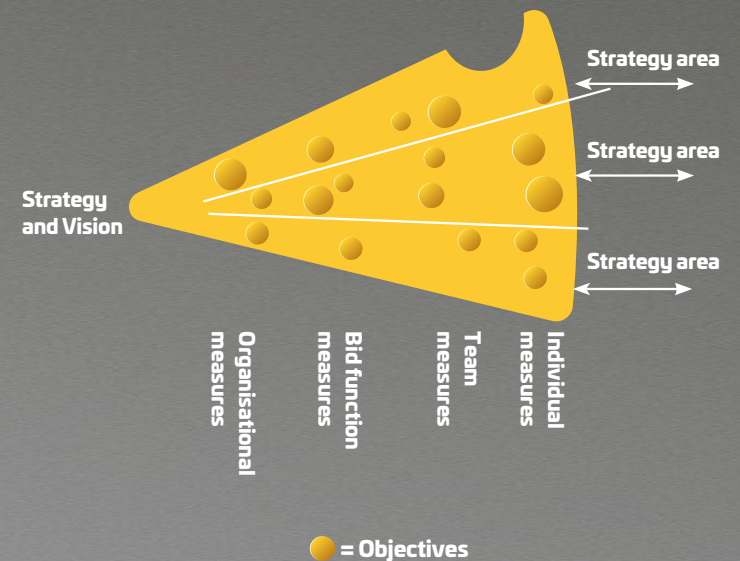 Strategy area
Strategy area
Strategy
and Vision
Strategy area
Organisational
measures
Bid function
measures
Team
measures
Individual
measures
= Objectives